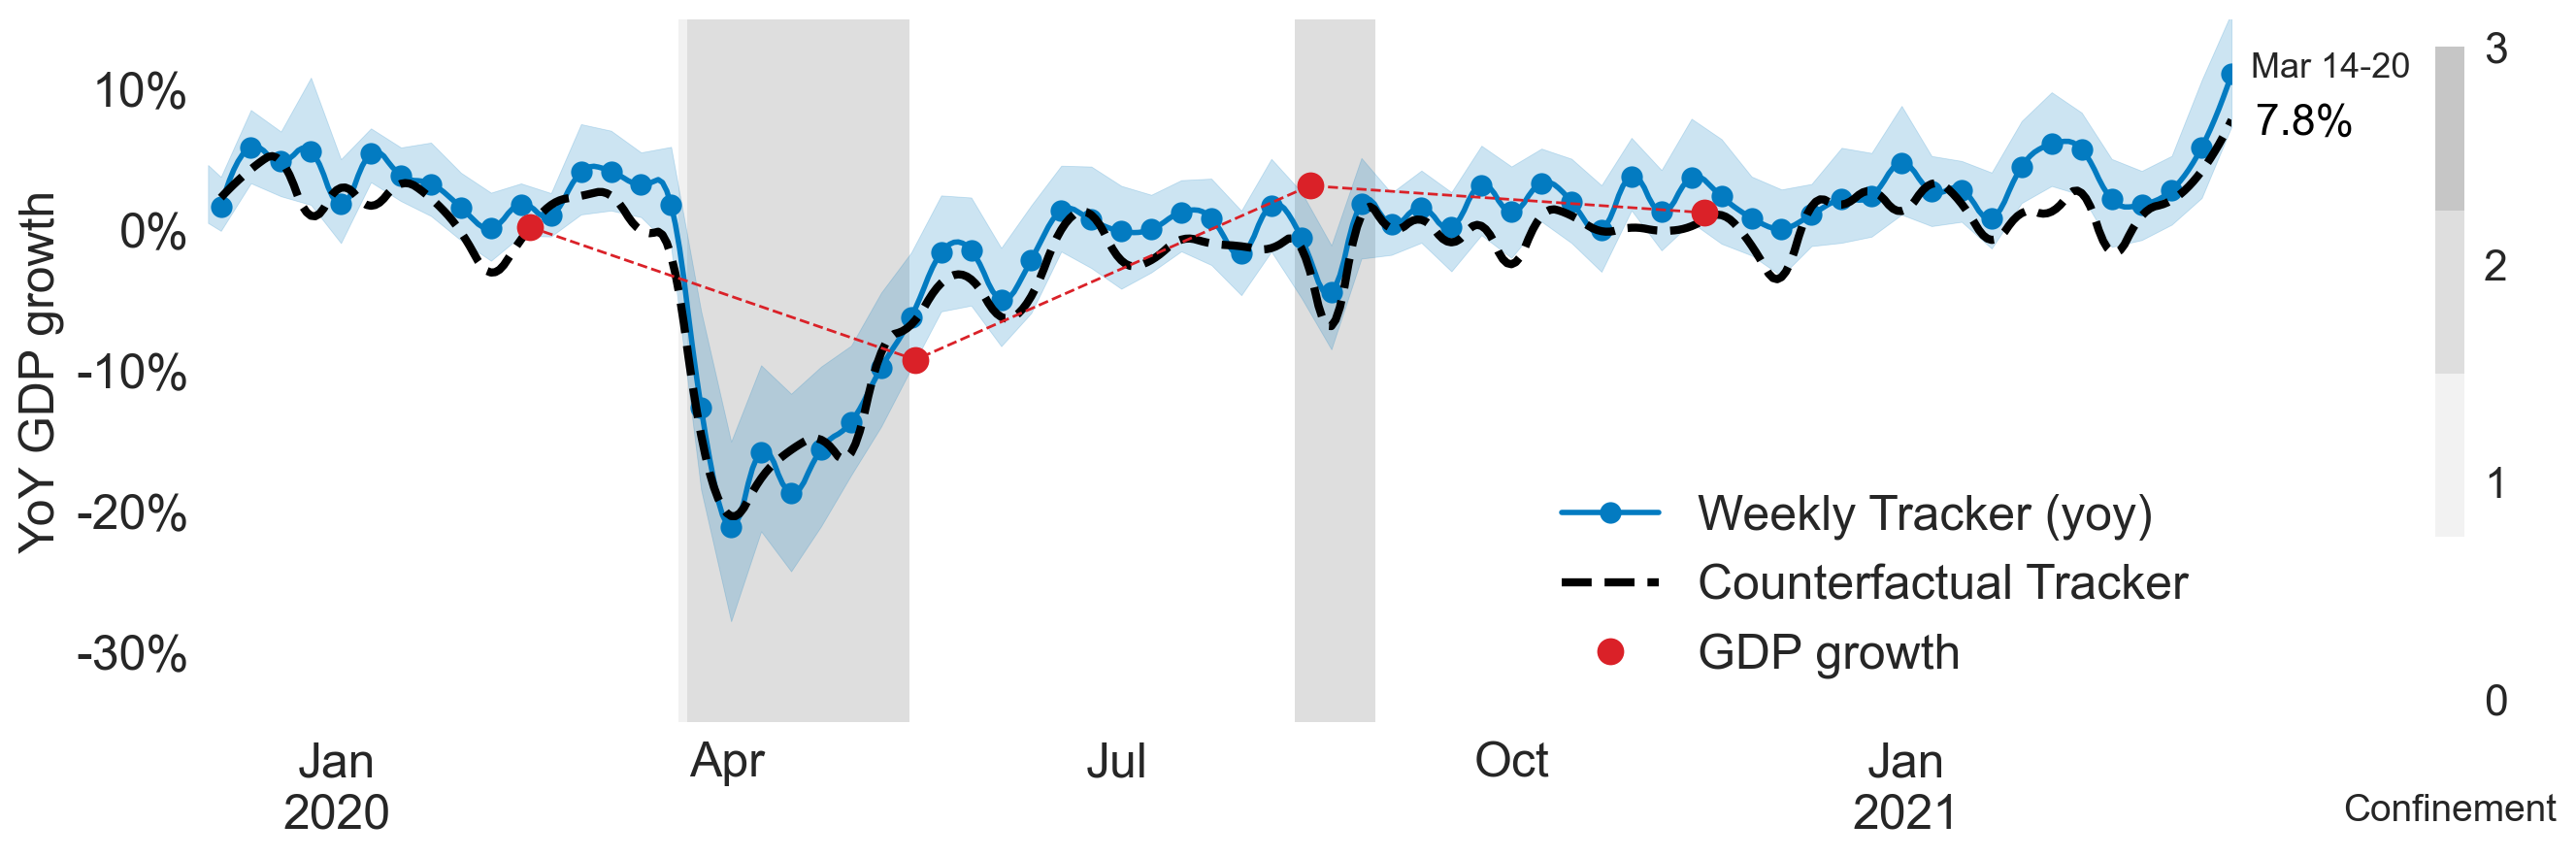 YoY GDP growth
10%
0%
-10%
-20%
-30%
Jan
2020
Apr
Jul
Oct
Jan
2021
Mar 14-20
7.8%
Weekly Tracker (yoy)
Counterfactual Tracker
GDP growth
3
2
1
0
Confinement